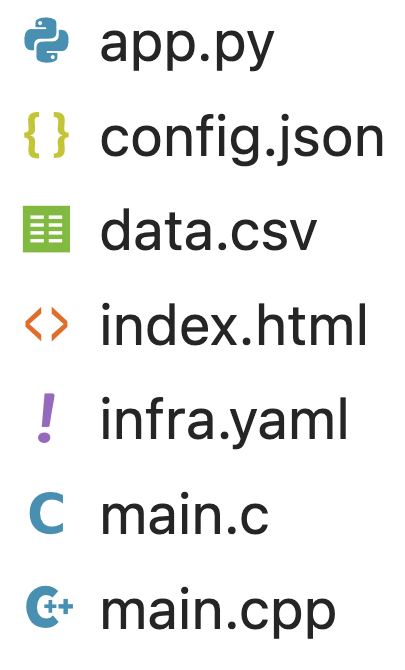 app.py
{} config.json
data.csv
<> index.html
! infra.yaml
C main.c
C++ main.cpp